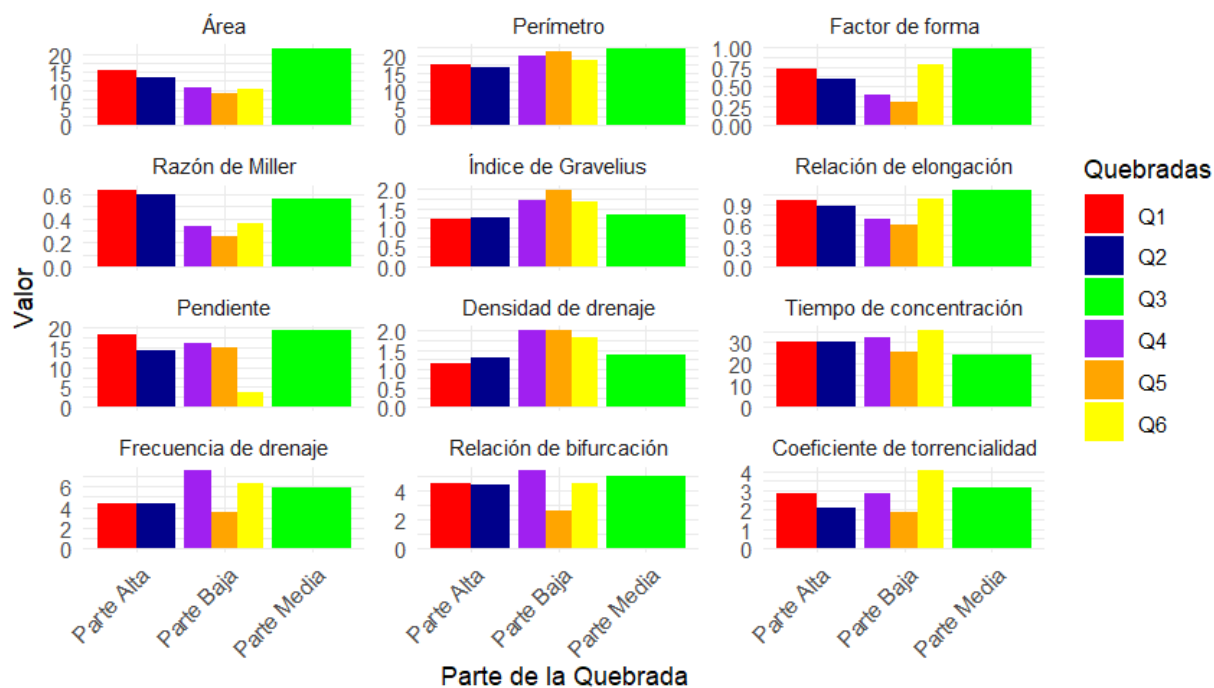 Área
Perímetro
Factor de forma
20
15
10
5
0
20
15
10
5
0
1.00
0.75
0.50
0.25
0.00
Razón de Miller
Índice de Gravelius
Relación de elongación
0.6
0.4
0.2
0.0
2.0
1.5
1.0
0.5
0.0
0.9
0.6
0.3
0.0
Pendiente
Densidad de drenaje
Tiempo de concentración
20
15
10
5
0
2.0
1.5
1.0
0.5
0.0
30
20
10
0
Frecuencia de drenaje
Relación de bifurcación
Coeficiente de torrencialidad
6
4
2
0
4
2
0
4
3
2
1
0
Parte Alta
Parte Baja
Parte Media
Parte Alta
Parte Baja
Parte Media
Parte Alta
Parte Baja
Parte Media
Parte de la Quebrada
Valor
Quebradas
Q1
Q2
Q3
Q4
Q5
Q6